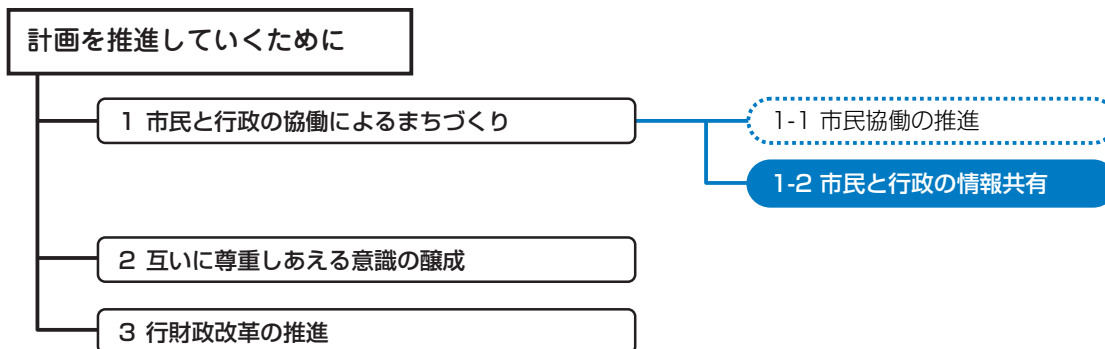 計画を推進していくために
1 市民と行政の協働によるまちづくり
1-1 市民協働の推進
1-2 市民と行政の情報共有
2 互いに尊重しあえる意識の醸成
3 行財政改革の推進